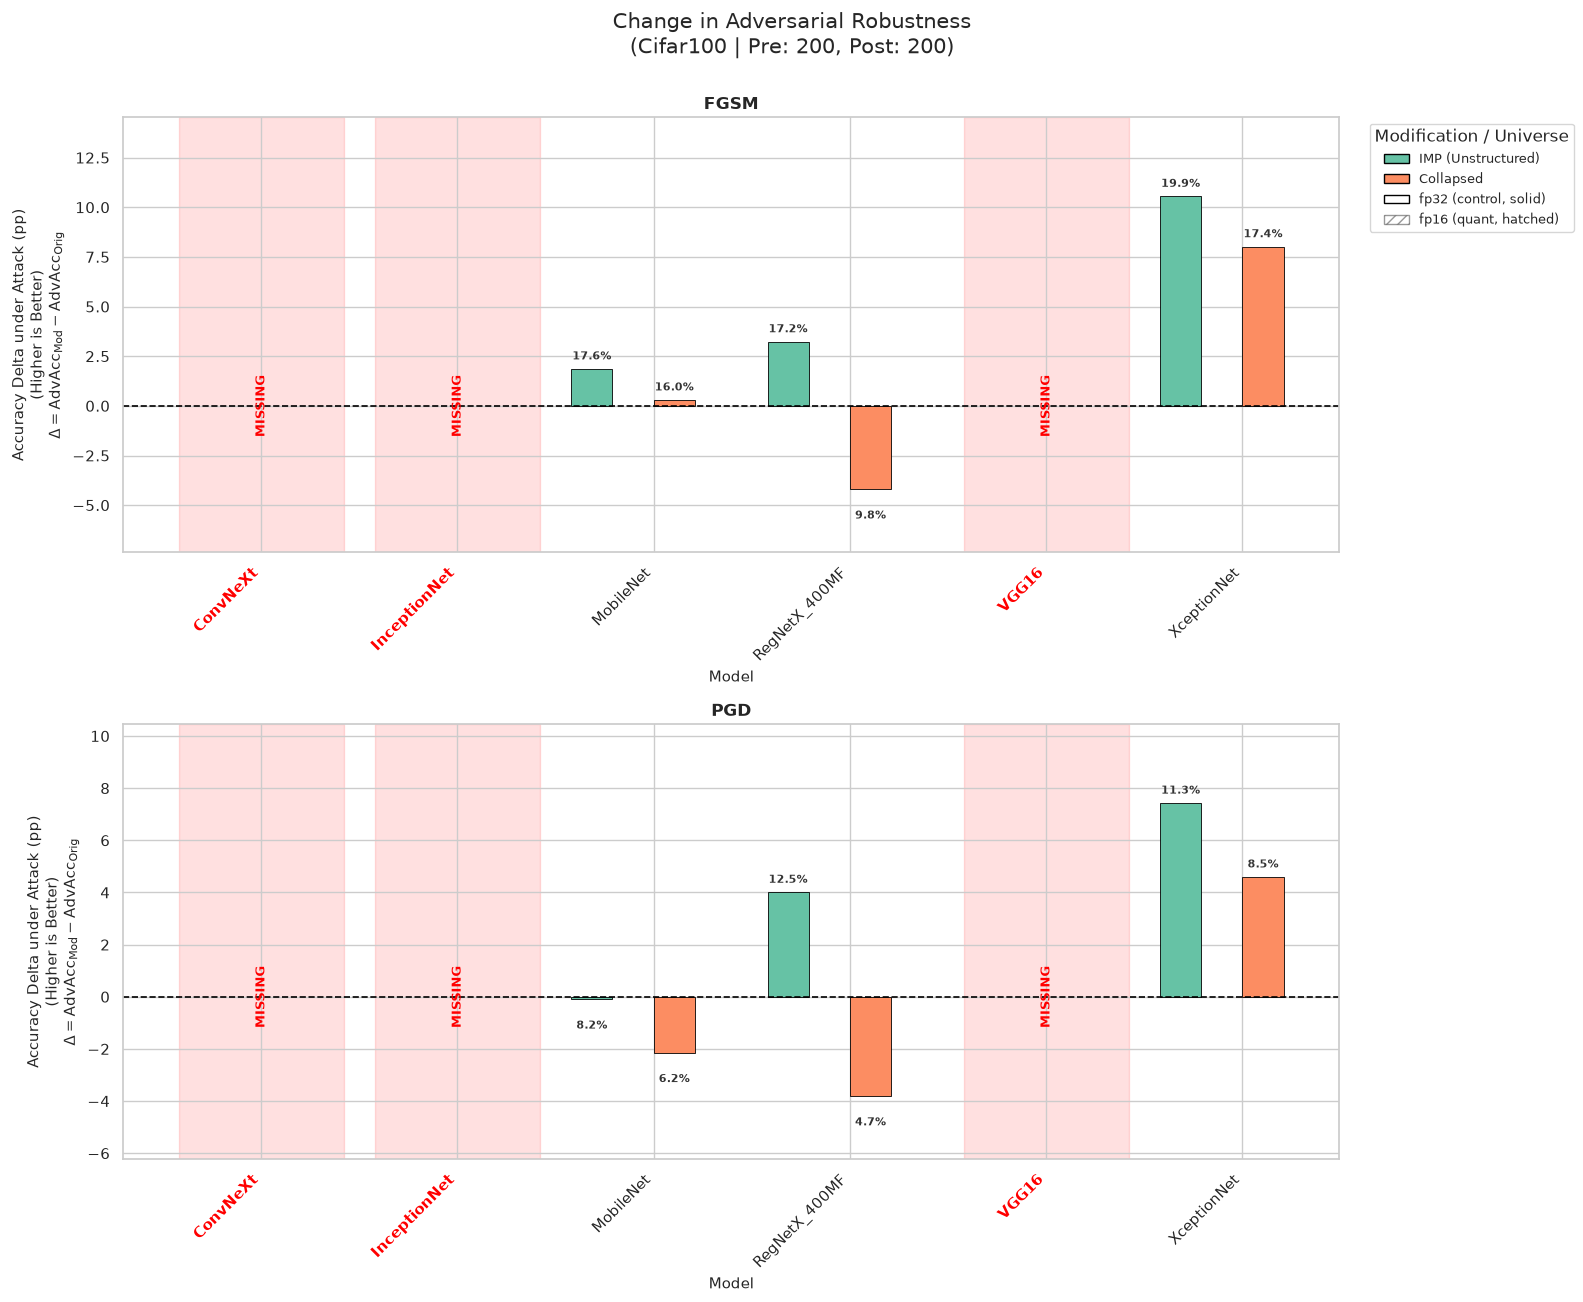 Change in Adversarial Robustness
(Cifar100 | Pre: 200, Post: 200)
FGSM
Accuracy Delta under Attack (pp)
(Higher is Better)
Δ = AdvAcc_Mod − AdvAcc_Orig
12.5
10.0
7.5
5.0
2.5
0.0
−2.5
−5.0
MISSING
MISSING
17.6%
16.0%
17.2%
9.8%
MISSING
19.9%
17.4%
ConvNeXt
InceptionNet
MobileNet
RegNetX_400MF
VGG16
XceptionNet
Model
Modification / Universe
IMP (Unstructured)
Collapsed
fp32 (control, solid)
fp16 (quant, hatched)
PGD
Accuracy Delta under Attack (pp)
(Higher is Better)
Δ = AdvAcc_Mod − AdvAcc_Orig
10
8
6
4
2
0
−2
−4
−6
MISSING
MISSING
8.2%
6.2%
12.5%
4.7%
MISSING
11.3%
8.5%
ConvNeXt
InceptionNet
MobileNet
RegNetX_400MF
VGG16
XceptionNet
Model